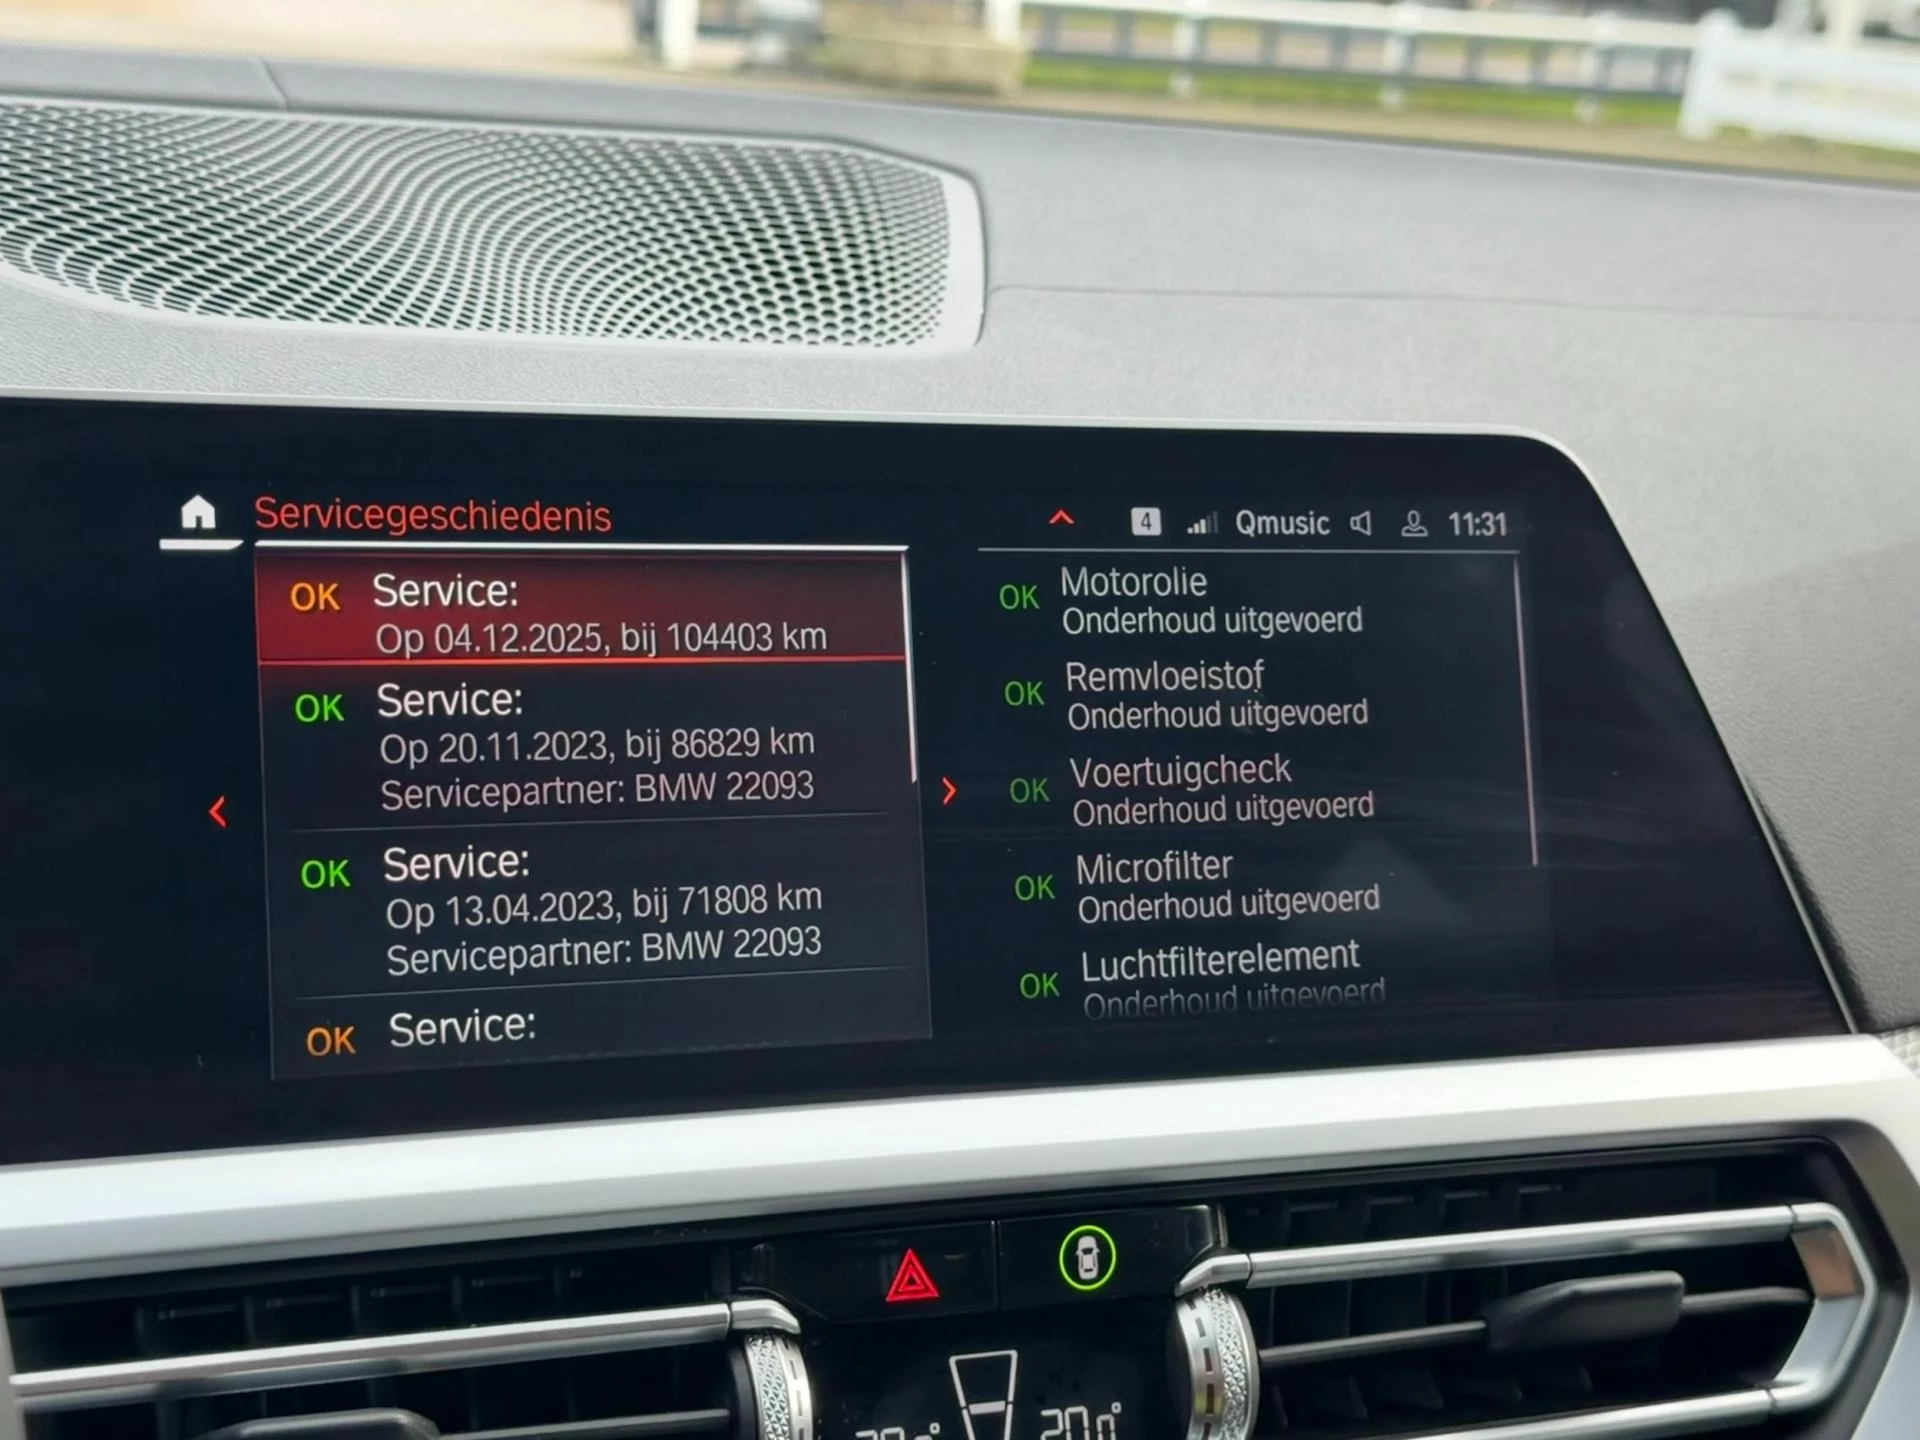 Servicegeschiedenis
4 Qmusic 11:31
OK Service:
Op 04.12.2025, bij 104403 km
OK Service:
Op 20.11.2023, bij 86829 km
Servicepartner: BMW 22093
OK Service:
Op 13.04.2023, bij 71808 km
Servicepartner: BMW 22093
OK Service:
OK Motorolie
Onderhoud uitgevoerd
OK Remvloeistof
Onderhoud uitgevoerd
OK Voertuigcheck
Onderhoud uitgevoerd
OK Microfilter
Onderhoud uitgevoerd
OK Luchtfilterelement
Onderhoud uitgevoerd